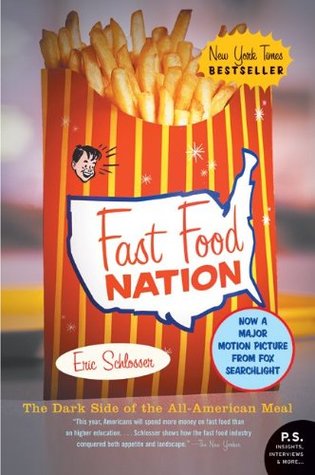 New York Times
BESTSELLER
Fast Food
NATION
NOW A
MAJOR
MOTION PICTURE
FROM FOX
SEARCHLIGHT
Eric Schlosser
The Dark Side of the All-American Meal
"This year, Americans will spend more money on fast food than
on higher education. . . . Schlosser shows how the fast food industry
conquered both appetite and landscape." —The New Yorker
P.S.
INSIGHTS,
INTERVIEWS
& MORE...